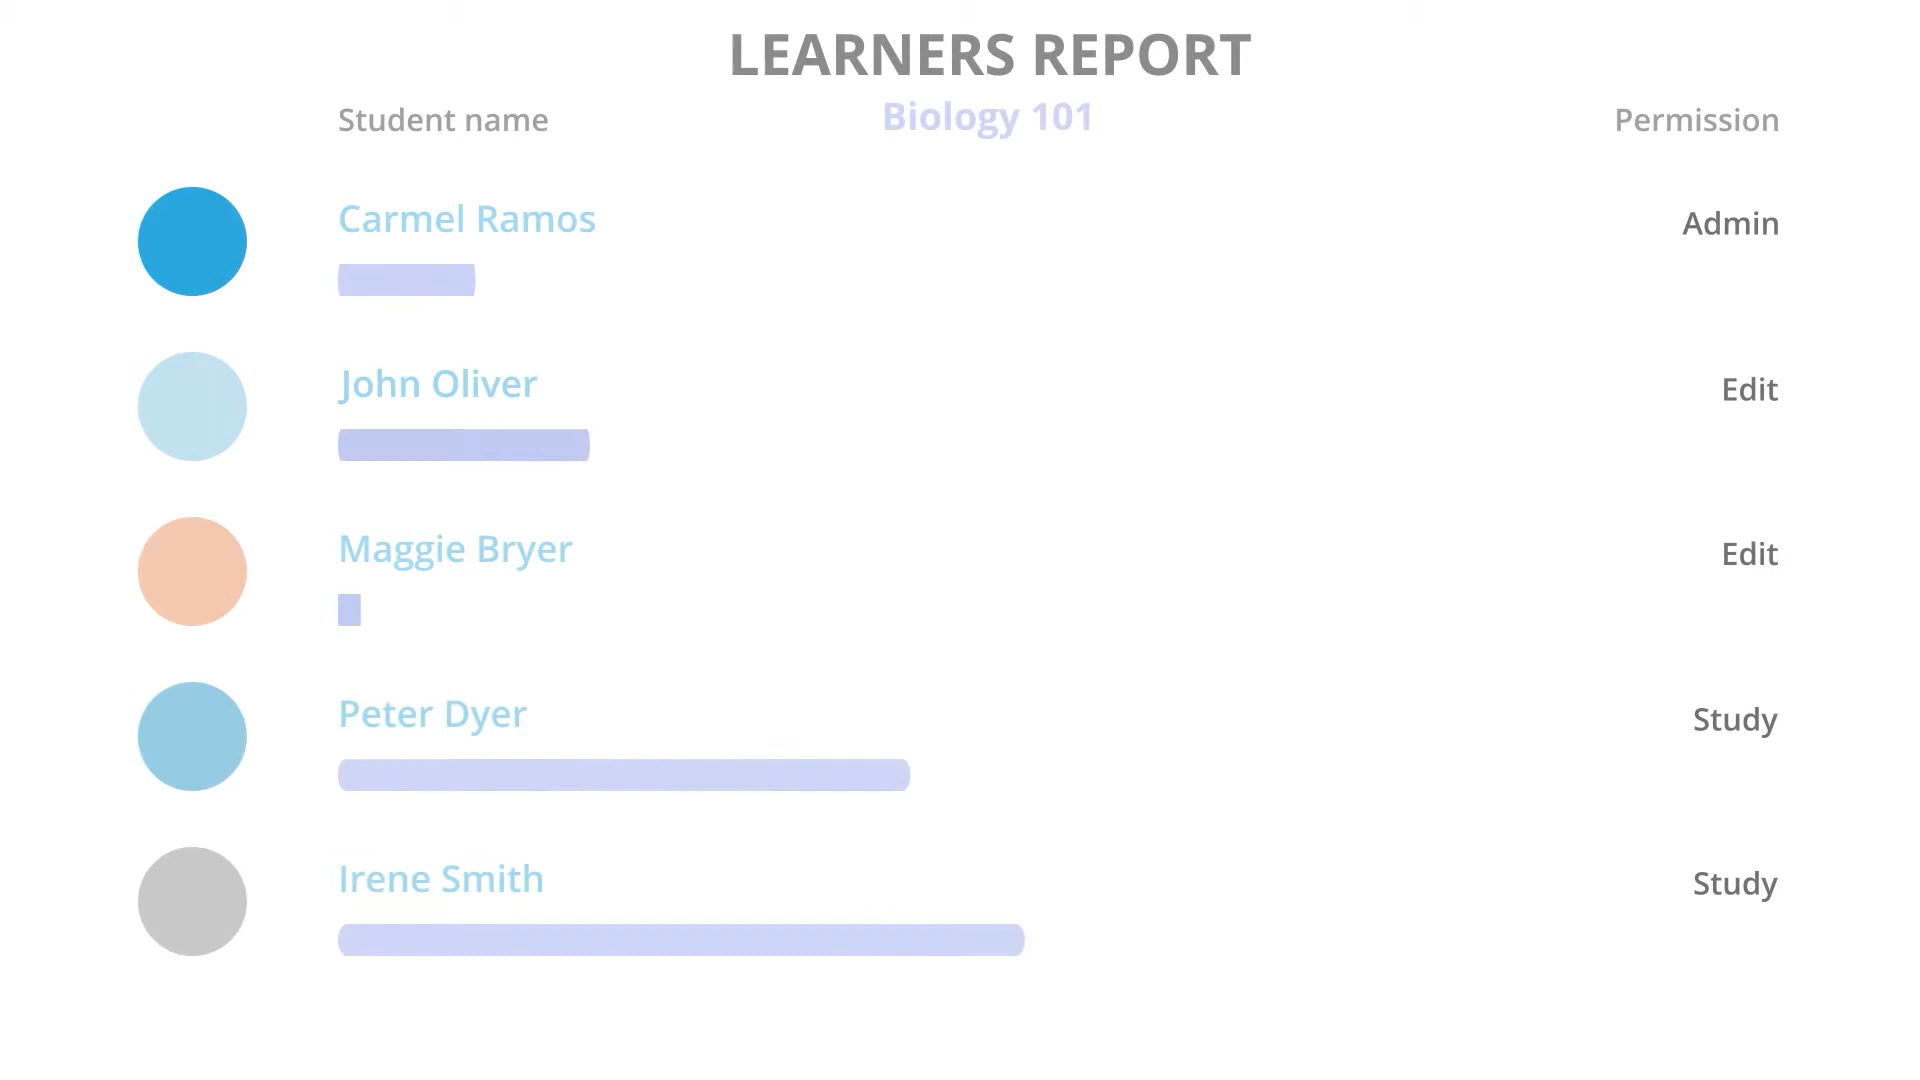 LEARNERS REPORT
Student name Biology 101 Permission
Carmel Ramos Admin
John Oliver Edit
Maggie Bryer Edit
Peter Dyer Study
Irene Smith Study